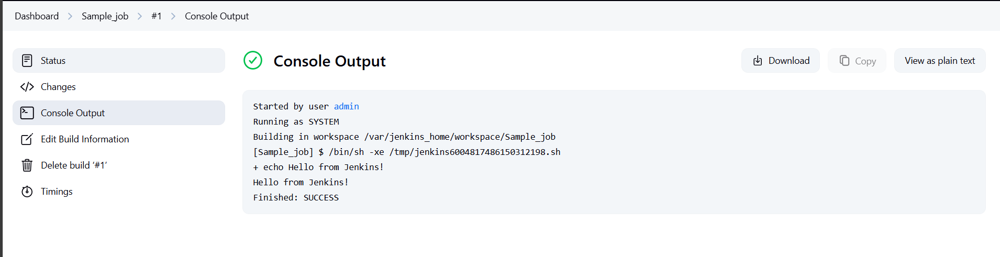 Dashboard > Sample_job > #1 > Console Output
Status
Changes
Console Output
Edit Build Information
Delete build ‘#1’
Timings
Console Output
Download
Copy
View as plain text
Started by user admin
Running as SYSTEM
Building in workspace /var/jenkins_home/workspace/Sample_job
[Sample_job] $ /bin/sh -xe /tmp/jenkins6004817486150312198.sh
+ echo Hello from Jenkins!
Hello from Jenkins!
Finished: SUCCESS